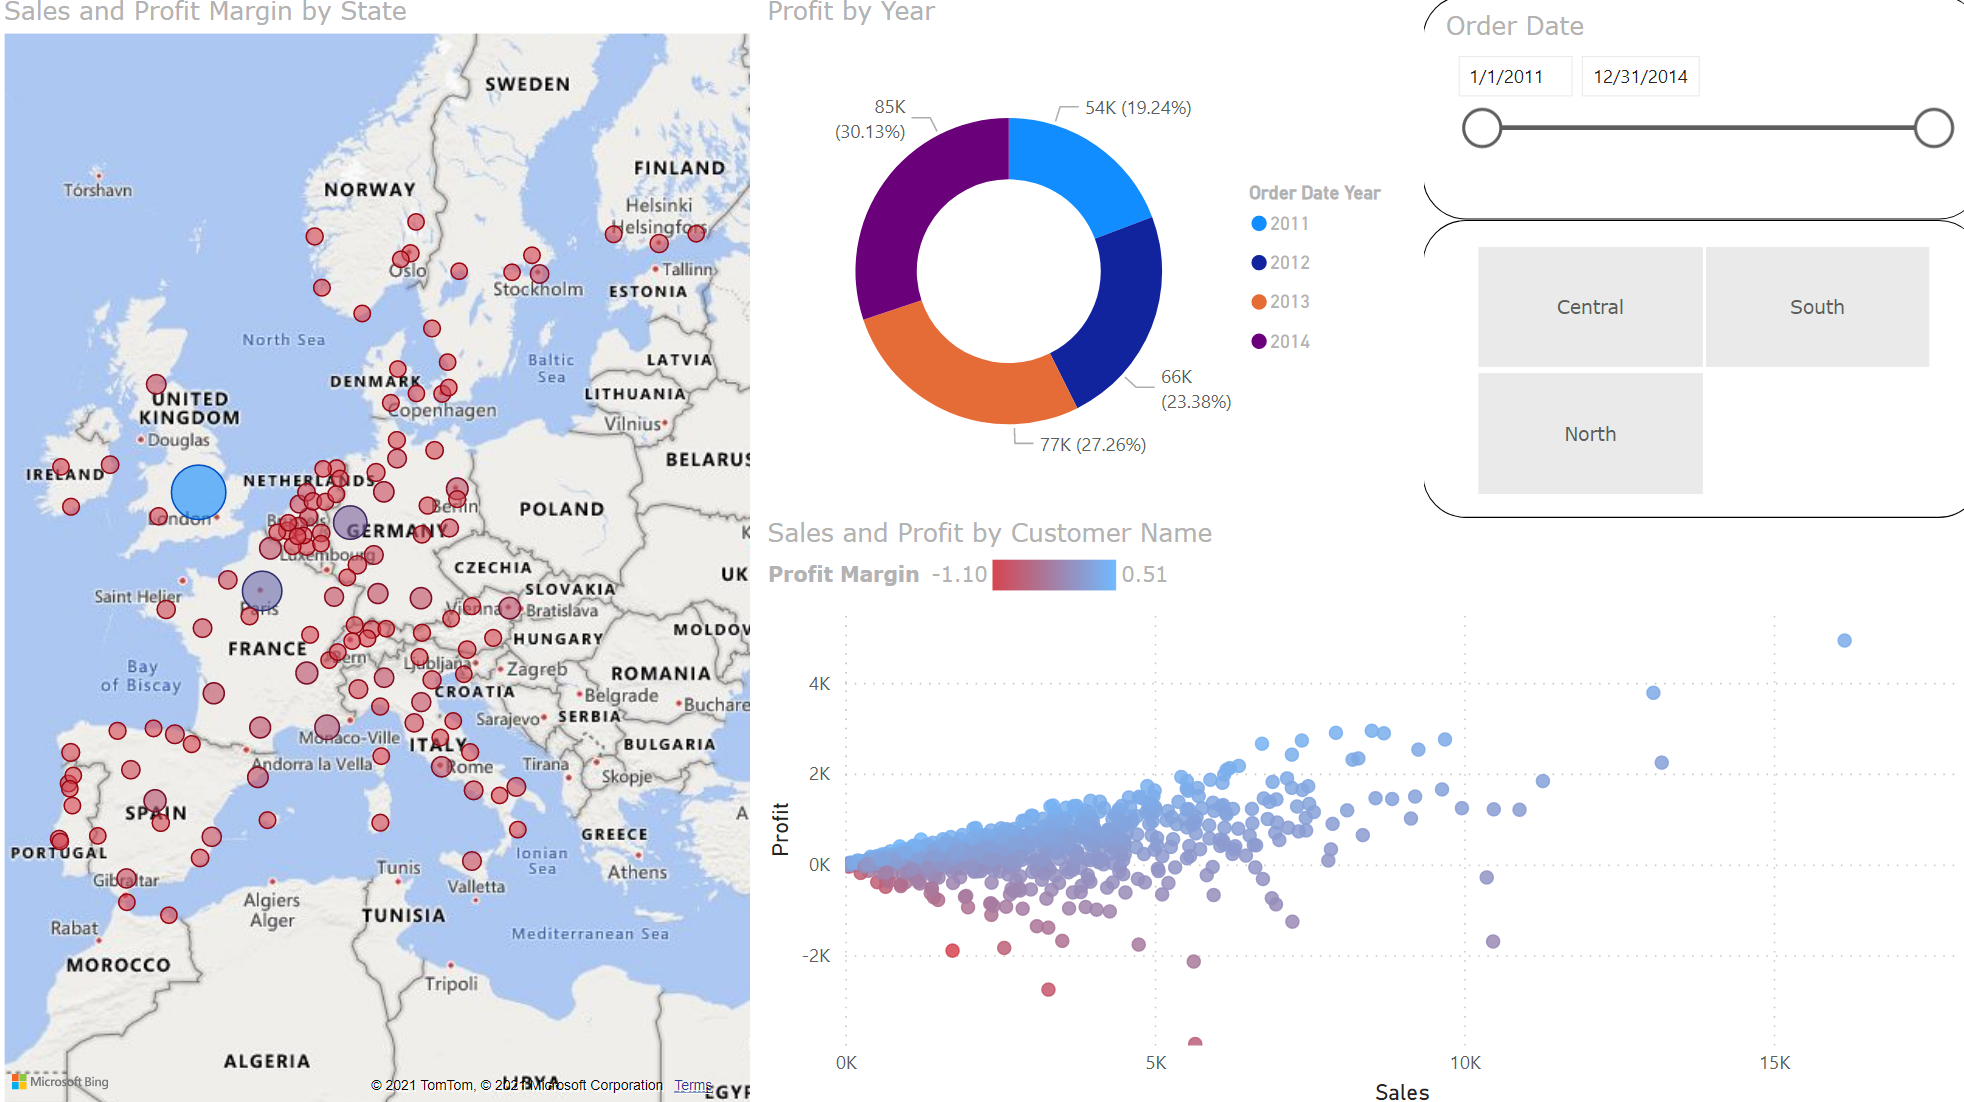 Sales and Profit Margin by State
SWEDEN
FINLAND
Tórshavn
NORWAY
Helsinki
Helsingfors
Oslo
Tallinn
Stockholm
ESTONIA
North Sea
Baltic
Sea
LATVIA
DENMARK
LITHUANIA
UNITED
KINGDOM
Copenhagen
Vilnius
Douglas
BELARUS
IRELAND
NETHERLANDS
POLAND
Berlin
London
GERMANY
Luxembourg
CZECHIA
UK
SLOVAKIA
Saint Helier
Paris
Vienna
Bratislava
MOLDOV
HUNGARY
FRANCE
Bern
Ljubljana
Zagreb
ROMANIA
Bay
of Biscay
CROATIA
Belgrade
Buchare
Sarajevo
SERBIA
Monaco-Ville
ITALY
BULGARIA
Andorra la Vella
Rome
Tirana
Skopje
SPAIN
GREECE
PORTUGAL
Ionian
Sea
Athens
Gibraltar
Tunis
Valletta
Algiers
Alger
TUNISIA
Rabat
Mediterranean Sea
MOROCCO
Tripoli
ALGERIA
LIBYA
EGYP
Microsoft Bing
© 2021 TomTom, © 2021 Microsoft Corporation Terms
Profit by Year
85K
(30.13%)
54K (19.24%)
66K
(23.38%)
77K (27.26%)
Order Date Year
2011
2012
2013
2014
Order Date
1/1/2011
12/31/2014
Central
South
North
Sales and Profit by Customer Name
Profit Margin -1.10 0.51
Profit
4K
2K
0K
-2K
0K 5K 10K 15K
Sales